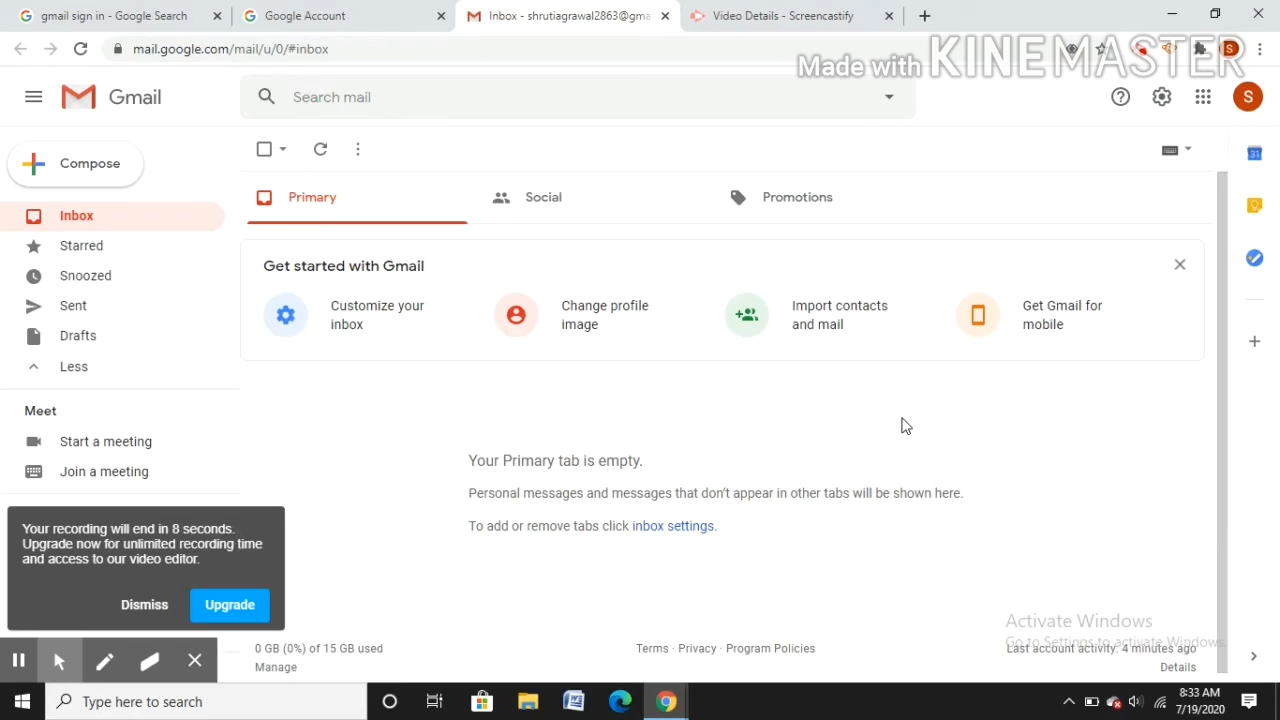 gmail sign in - Google Search
Google Account
Inbox - shrutiagrawal2863@gma
Video Details - Screencastify
mail.google.com/mail/u/0/#inbox
S
Made with KINEMASTER
Gmail
Search mail
S
Compose
31
Primary
Social
Promotions
Inbox
Starred
Snoozed
Sent
Drafts
Less
Get started with Gmail
Customize your
inbox
Change profile
image
Import contacts
and mail
Get Gmail for
mobile
Meet
Start a meeting
Join a meeting
Your Primary tab is empty.
Personal messages and messages that don't appear in other tabs will be shown here.
To add or remove tabs click inbox settings.
Your recording will end in 8 seconds.
Upgrade now for unlimited recording time
and access to our video editor.
Dismiss
Upgrade
Activate Windows
Go to Settings to activate Windows.
0 GB (0%) of 15 GB used
Manage
Terms · Privacy · Program Policies
Last account activity: 4 minutes ago
Details
Type here to search
8:33 AM
7/19/2020